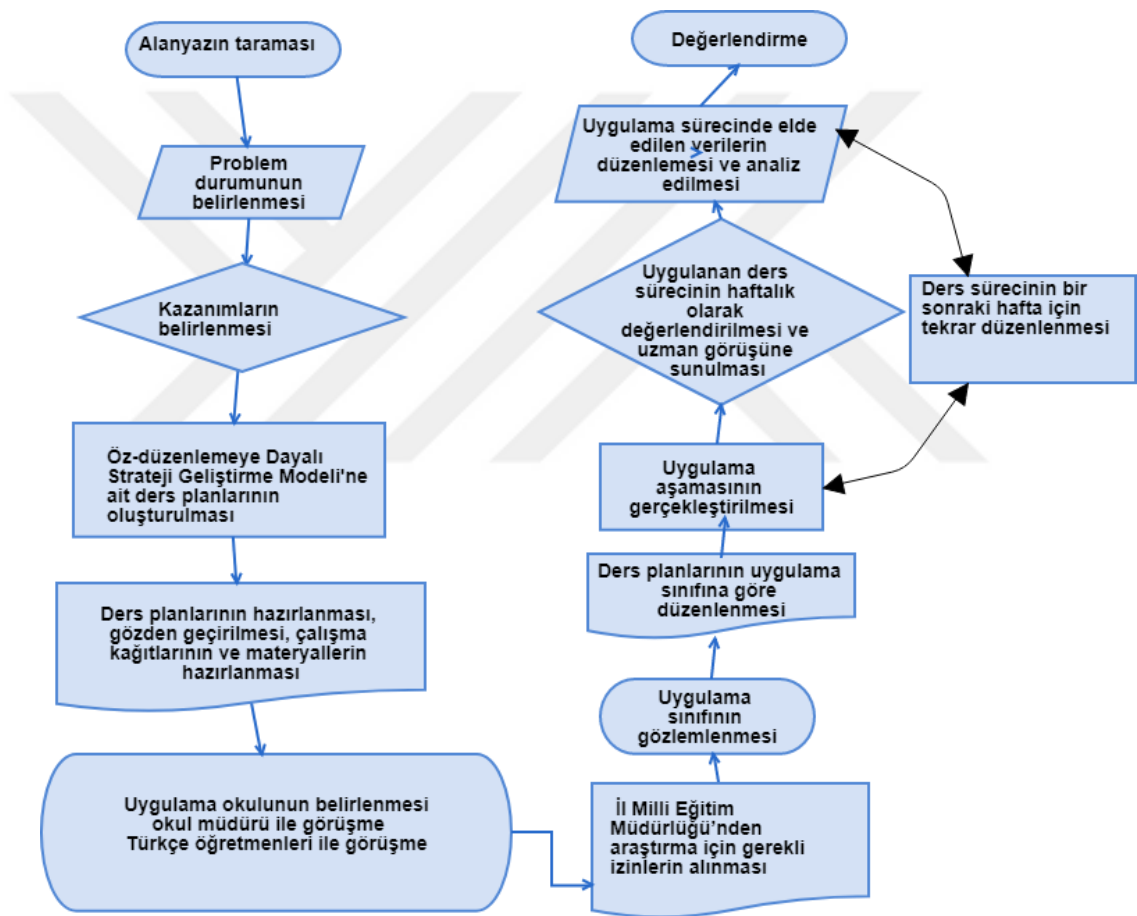 Alanyazın taraması
Problem
durumunun
belirlenmesi
Kazanımların
belirlenmesi
Öz-düzenlemeye Dayalı
Strateji Geliştirme Modeli'ne
ait ders planlarının
oluşturulması
Ders planlarının hazırlanması,
gözden geçirilmesi, çalışma
kağıtlarının ve materyallerin
hazırlanması
Uygulama okulunun belirlenmesi
okul müdürü ile görüşme
Türkçe öğretmenleri ile görüşme
İl Milli Eğitim
Müdürlüğü’nden
araştırma için gerekli
izinlerin alınması
Uygulama
sınıfının
gözlemlenmesi
Ders planlarının uygulama
sınıfına göre
düzenlenmesi
Uygulama
aşamasının
gerçekleştirilmesi
Uygulanan ders
sürecinin haftalık
olarak
değerlendirilmesi ve
uzman görüşüne
sunulması
Ders sürecinin bir
sonraki hafta için
tekrar düzenlenmesi
Uygulama sürecinde elde
edilen verilerin
düzenlemesi ve analiz
edilmesi
Değerlendirme